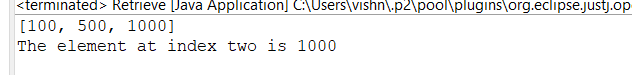 <terminated> Retrieve [Java Application] C:\Users\vishn\.p2\pool\plugins\org.eclipse.justj.op
[100, 500, 1000]
The element at index two is 1000